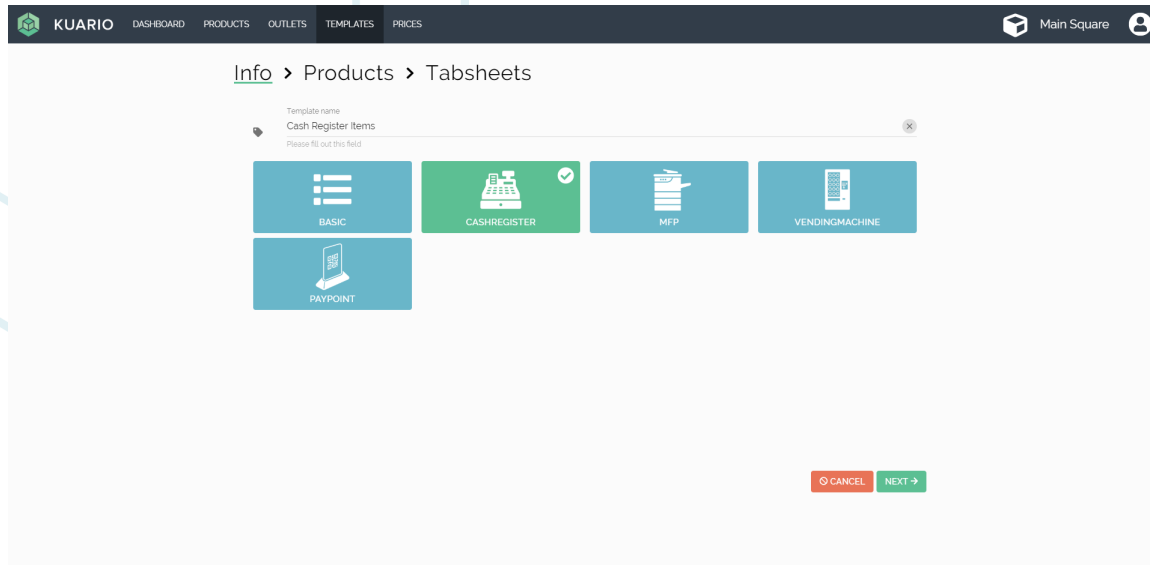 KUARIO DASHBOARD PRODUCTS OUTLETS TEMPLATES PRICES Main Square
Info > Products > Tabsheets
Template name
Cash Register Items
Please fill out this field
BASIC CASHREGISTER MFP VENDINGMACHINE
PAYPOINT
CANCEL NEXT →